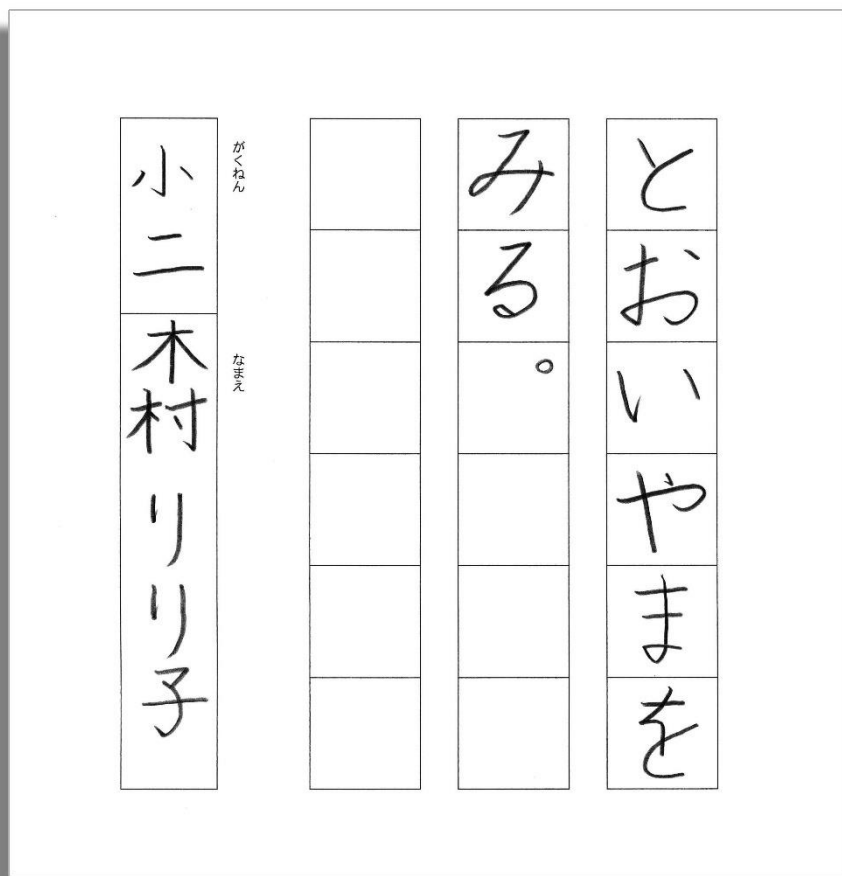 とおいやまを
みる。
がくねん
小二
なまえ
木村りり子